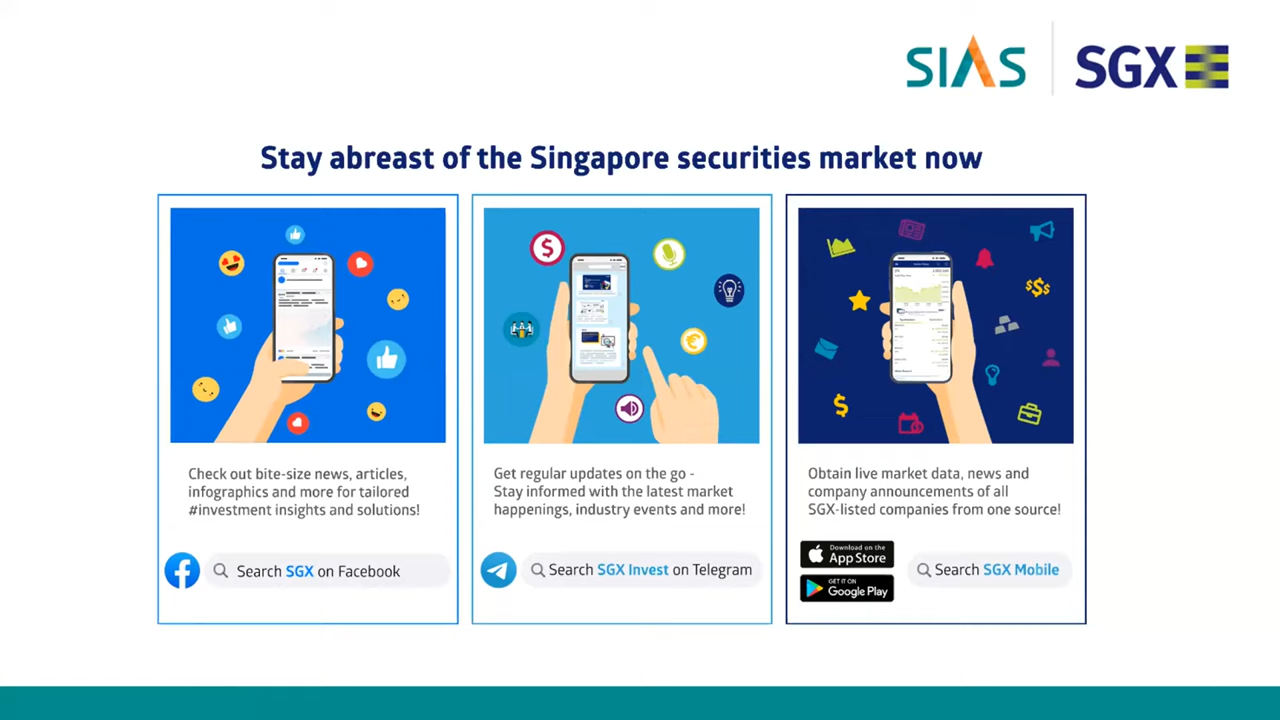 SIAS
SGX
Stay abreast of the Singapore securities market now
Check out bite-size news, articles,
infographics and more for tailored
#investment insights and solutions!
Search SGX on Facebook
Get regular updates on the go -
Stay informed with the latest market
happenings, industry events and more!
Search SGX Invest on Telegram
Obtain live market data, news and
company announcements of all
SGX-listed companies from one source!
Download on the
App Store
GET IT ON
Google Play
Search SGX Mobile